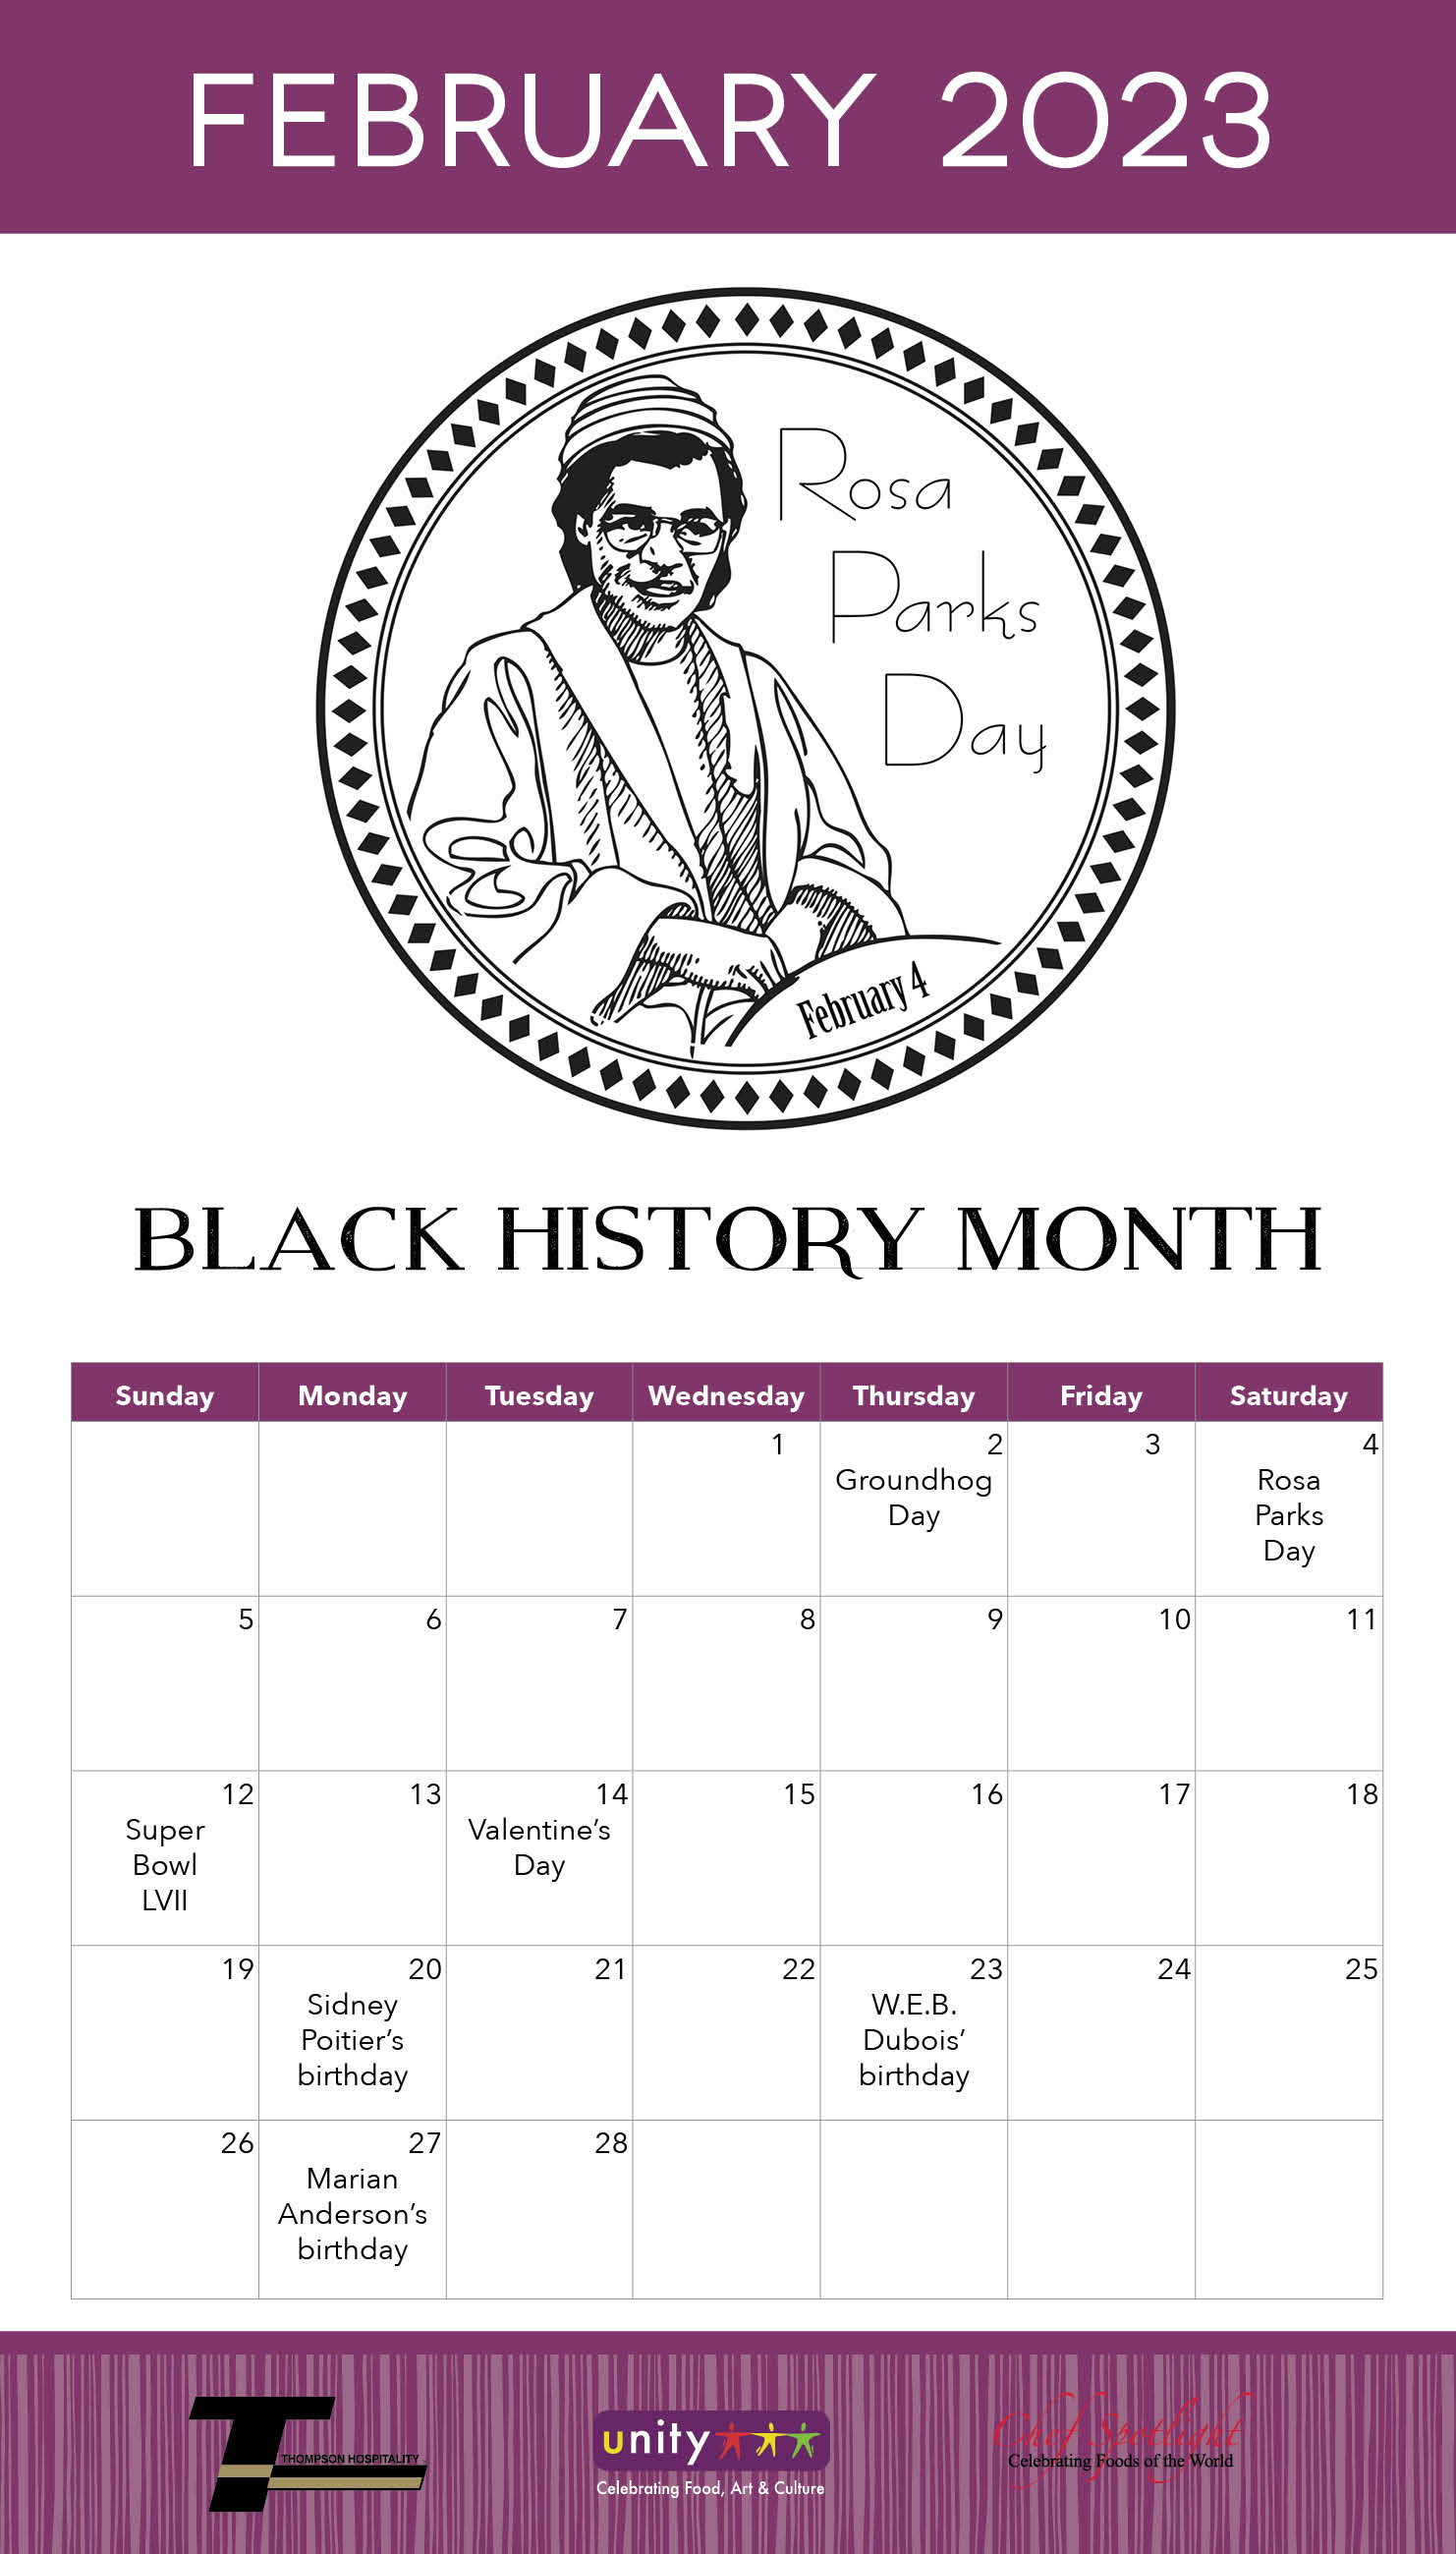 FEBRUARY 2023
Rosa
Parks
Day
February 4
BLACK HISTORY MONTH
Sunday Monday Tuesday Wednesday Thursday Friday Saturday
1 2 3 4
Groundhog Rosa
Day Parks
Day
5 6 7 8 9 10 11
12 13 14 15 16 17 18
Super Valentine’s
Bowl Day
LVII
19 20 21 22 23 24 25
Sidney W.E.B.
Poitier’s Dubois’
birthday birthday
26 27 28
Marian
Anderson’s
birthday
T
THOMPSON HOSPITALITY
unity
Celebrating Food, Art & Culture
Chef Spotlight
Celebrating Foods of the World